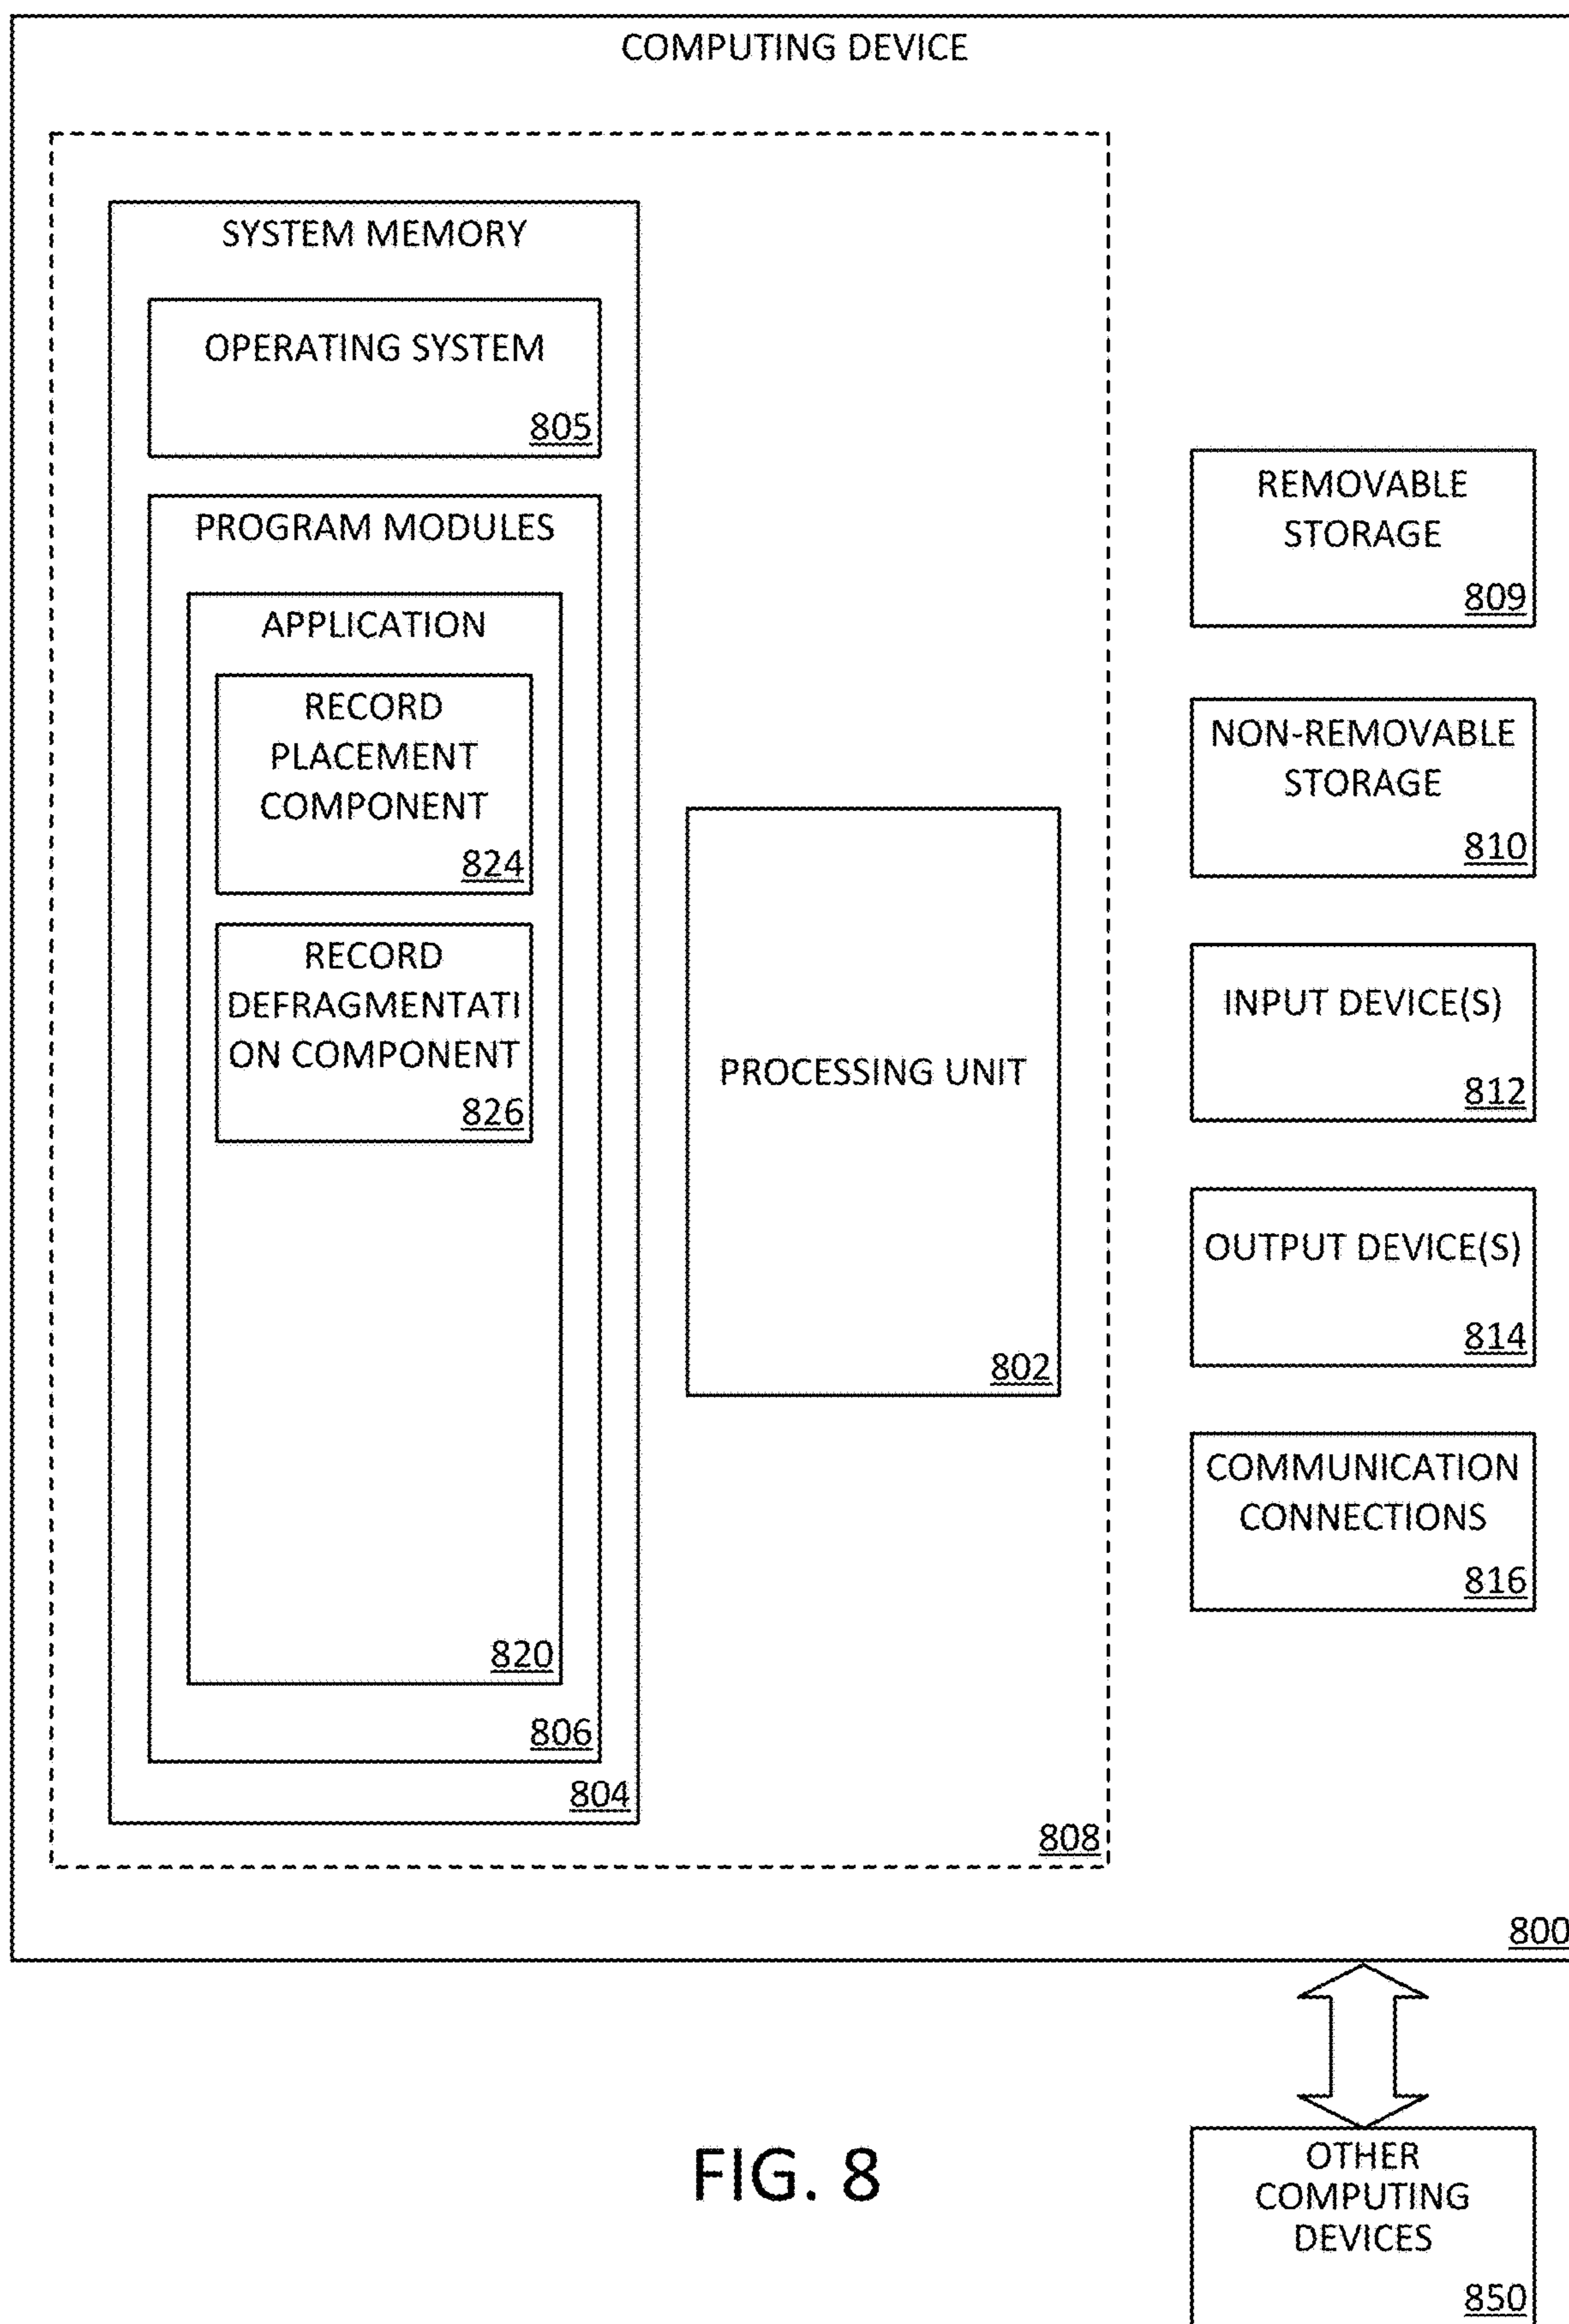 COMPUTING DEVICE
SYSTEM MEMORY
OPERATING SYSTEM
805
PROGRAM MODULES
APPLICATION
RECORD
PLACEMENT
COMPONENT
824
RECORD
DEFRAGMENTATI
ON COMPONENT
826
820
806
804
PROCESSING UNIT
802
808
REMOVABLE
STORAGE
809
NON-REMOVABLE
STORAGE
810
INPUT DEVICE(S)
812
OUTPUT DEVICE(S)
814
COMMUNICATION
CONNECTIONS
816
800
OTHER
COMPUTING
DEVICES
850
FIG. 8